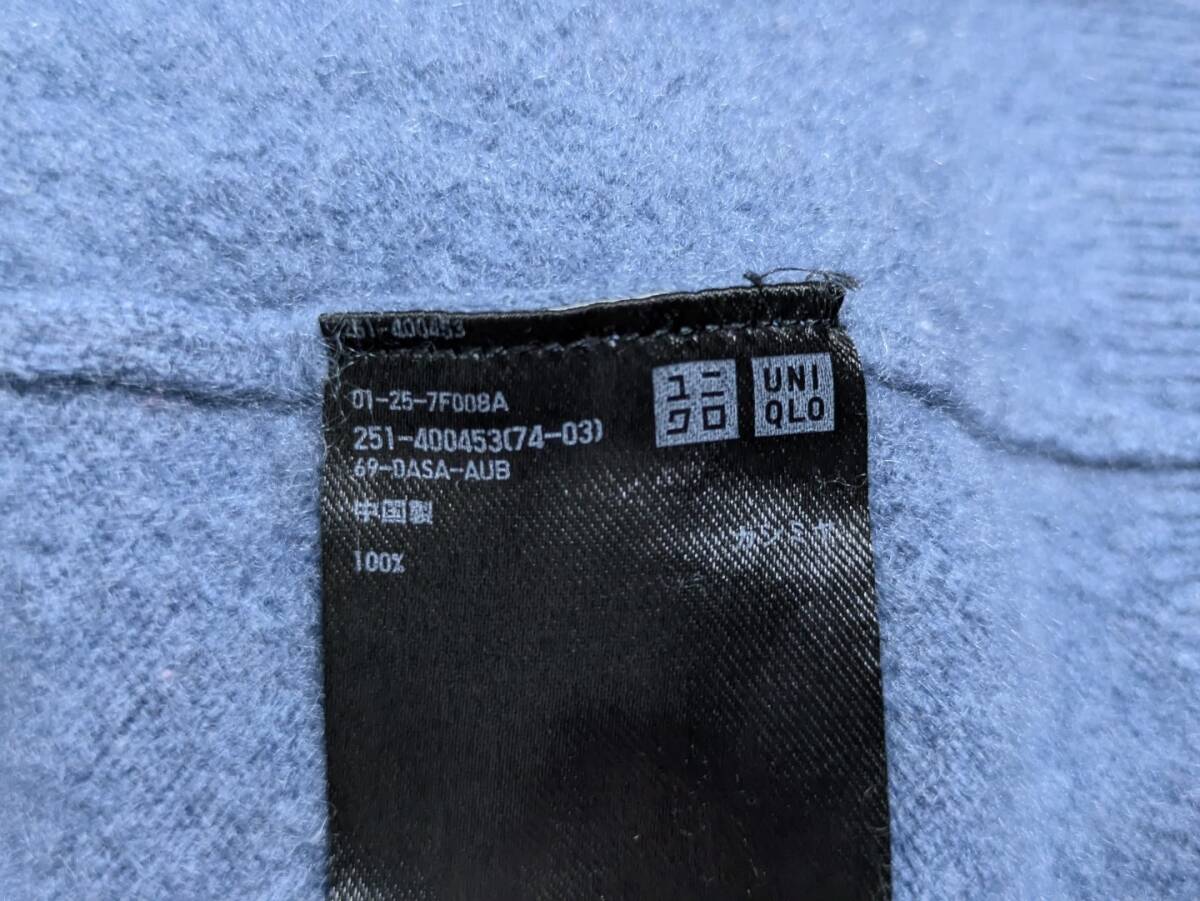 251-400453
01-25-7F008A
251-400453(74-03)
69-DASA-AUB
ユニ
クロ
UNI
QLO
中国製
カシミヤ
100%